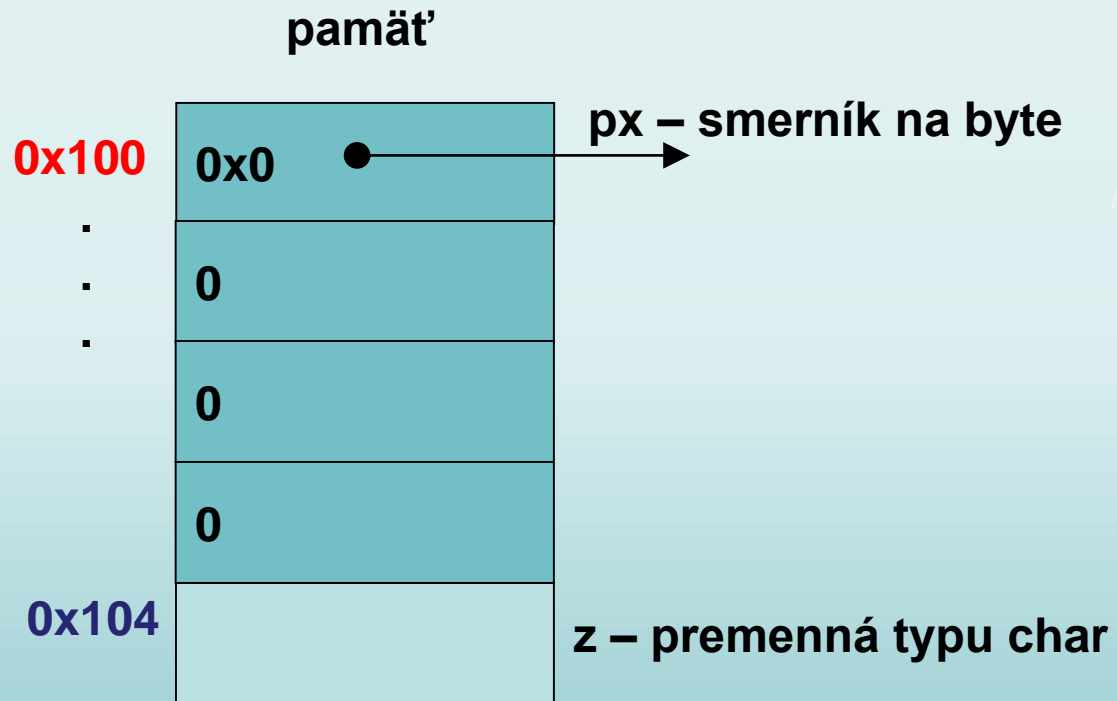 pamäť
px – smerník na byte
0x100
0x0
.
0
.
.
0
0
0x104
z – premenná typu char